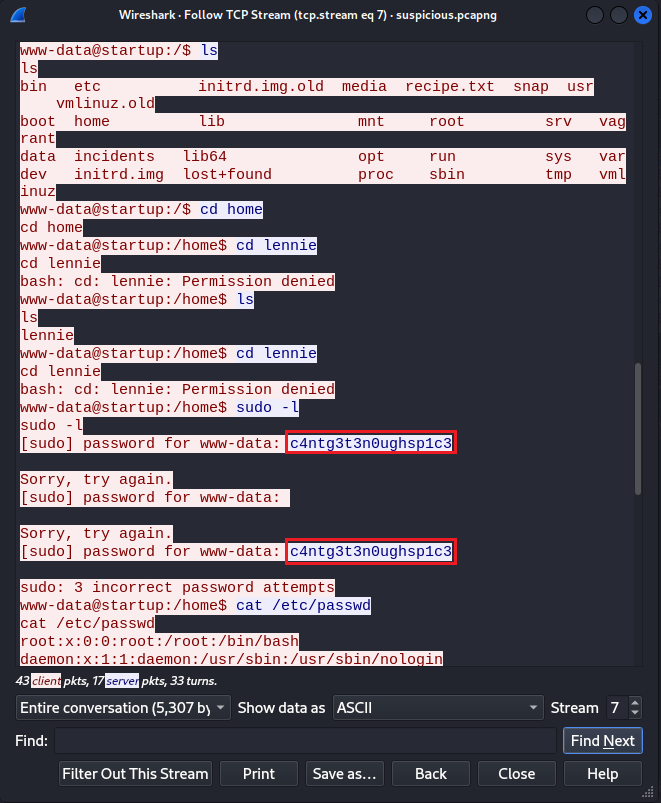 Wireshark · Follow TCP Stream (tcp.stream eq 7) · suspicious.pcapng
www-data@startup:/$ ls
ls
bin   etc           initrd.img.old  media  recipe.txt  snap  usr
    vmlinuz.old
boot  home          lib               mnt     root         srv   vag
rant
data  incidents   lib64             opt     run          sys   var
dev   initrd.img  lost+found        proc    sbin         tmp   vml
inuz
www-data@startup:/$ cd home
cd home
www-data@startup:/home$ cd lennie
cd lennie
bash: cd: lennie: Permission denied
www-data@startup:/home$ ls
ls
lennie
www-data@startup:/home$ cd lennie
cd lennie
bash: cd: lennie: Permission denied
www-data@startup:/home$ sudo -l
sudo -l
[sudo] password for www-data: c4ntg3t3n0ughsp1c3
Sorry, try again.
[sudo] password for www-data:
Sorry, try again.
[sudo] password for www-data: c4ntg3t3n0ughsp1c3
sudo: 3 incorrect password attempts
www-data@startup:/home$ cat /etc/passwd
cat /etc/passwd
root:x:0:0:root:/root:/bin/bash
daemon:x:1:1:daemon:/usr/sbin:/usr/sbin/nologin
43 client pkts, 17 server pkts, 33 turns.
Entire conversation (5,307 by Show data as ASCII Stream 7
Find: Find Next
Filter Out This Stream Print Save as… Back Close Help